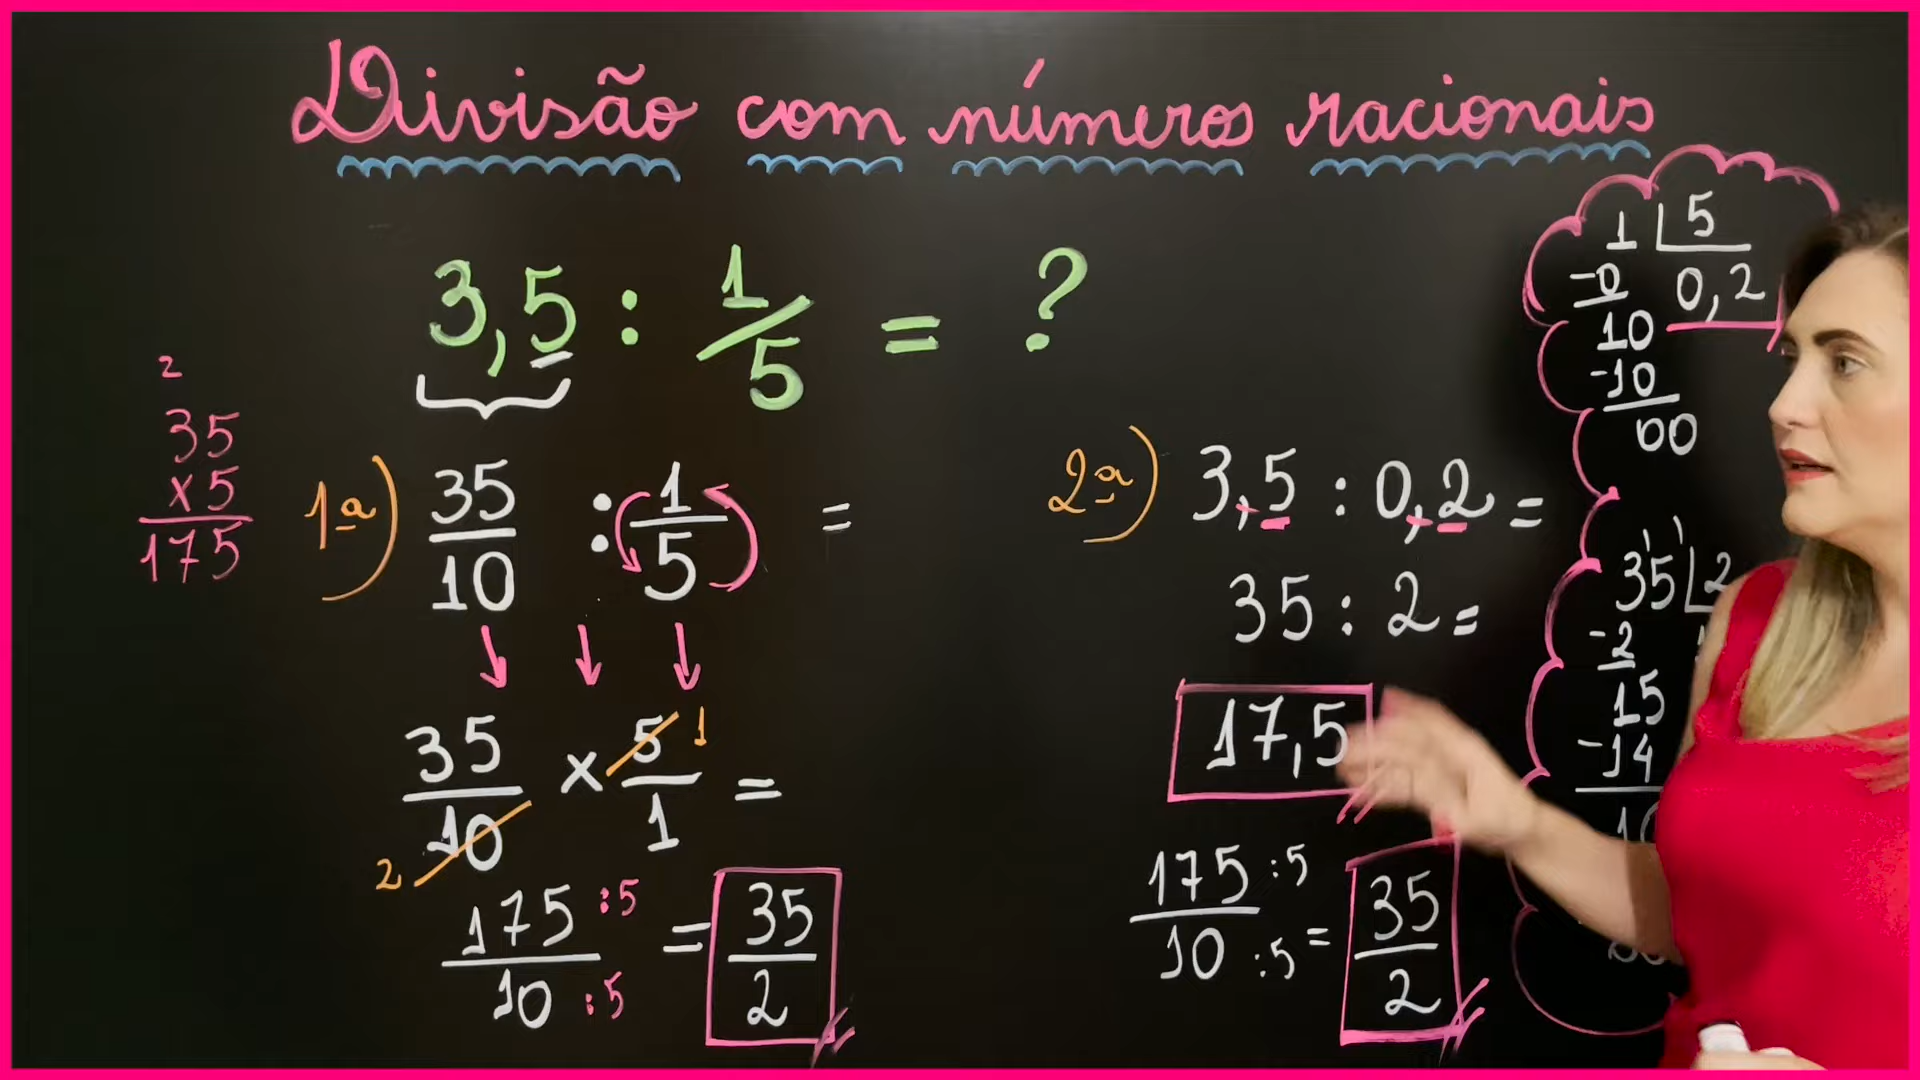 Divisão com números racionais
3,5 : 1/5 = ?
2
35
x5
175
1ª) 35/10 : 1/5 =
35/10 x 5/1 =
1
2
175 :5 / 10 :5 = 35/2
2ª) 3,5 : 0,2 =
35 : 2 =
17,5
175 :5 / 10 :5 = 35/2
1 | 5
-0 0,2
10
-10
00
35 | 2
-2
15
-14